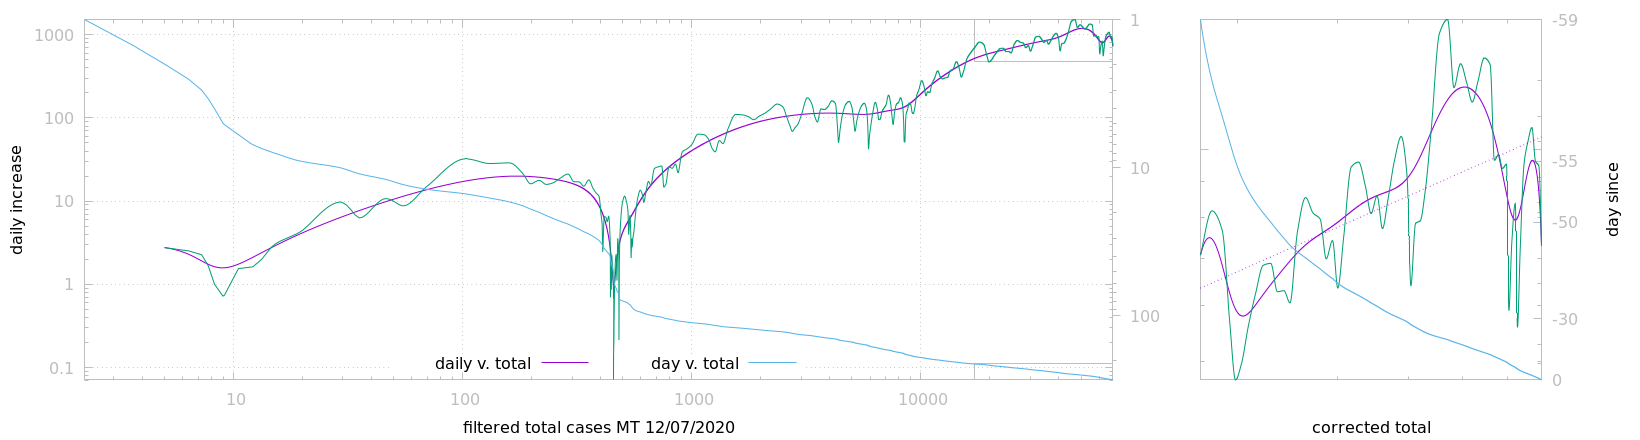 daily increase
1000
100
10
1
0.1
daily v. total
day v. total
10
100
1000
10000
filtered total cases MT 12/07/2020
1
10
100
-59
-55
-50
-30
0
day since
corrected total